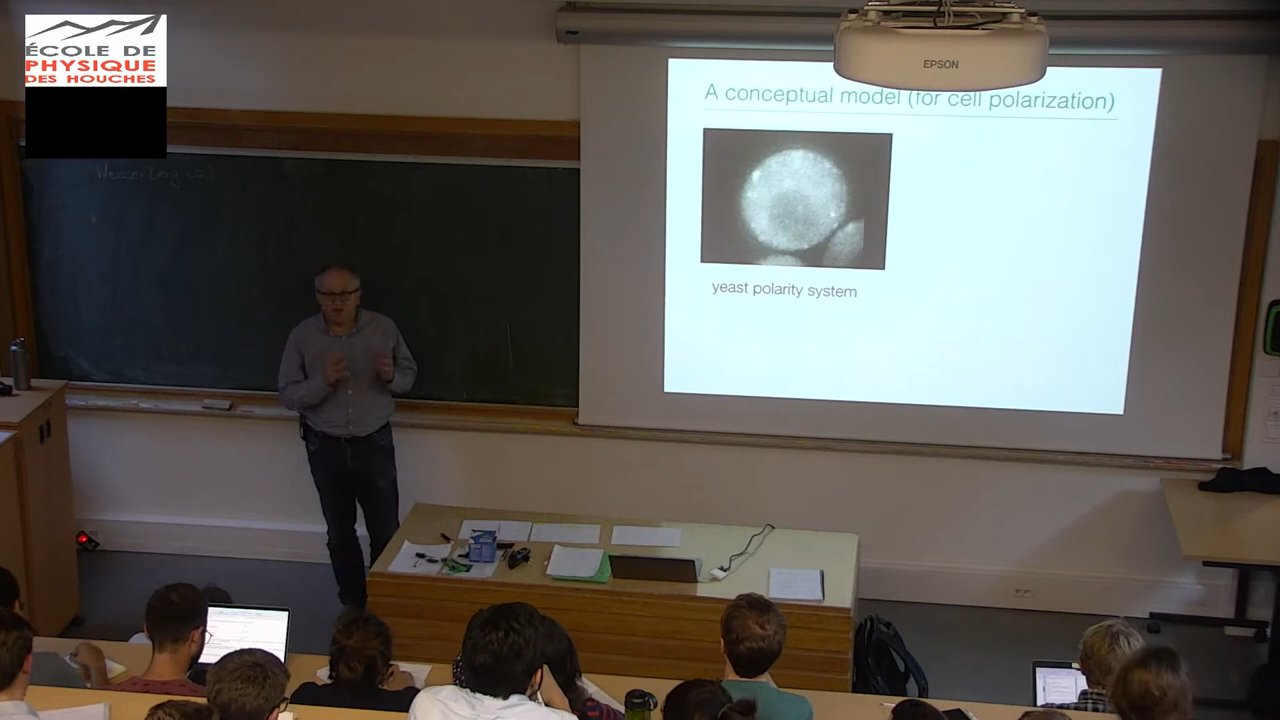 ÉCOLE DE
PHYSIQUE
DES HOUCHES
EPSON
A conceptual model (for cell polarization)
yeast polarity system